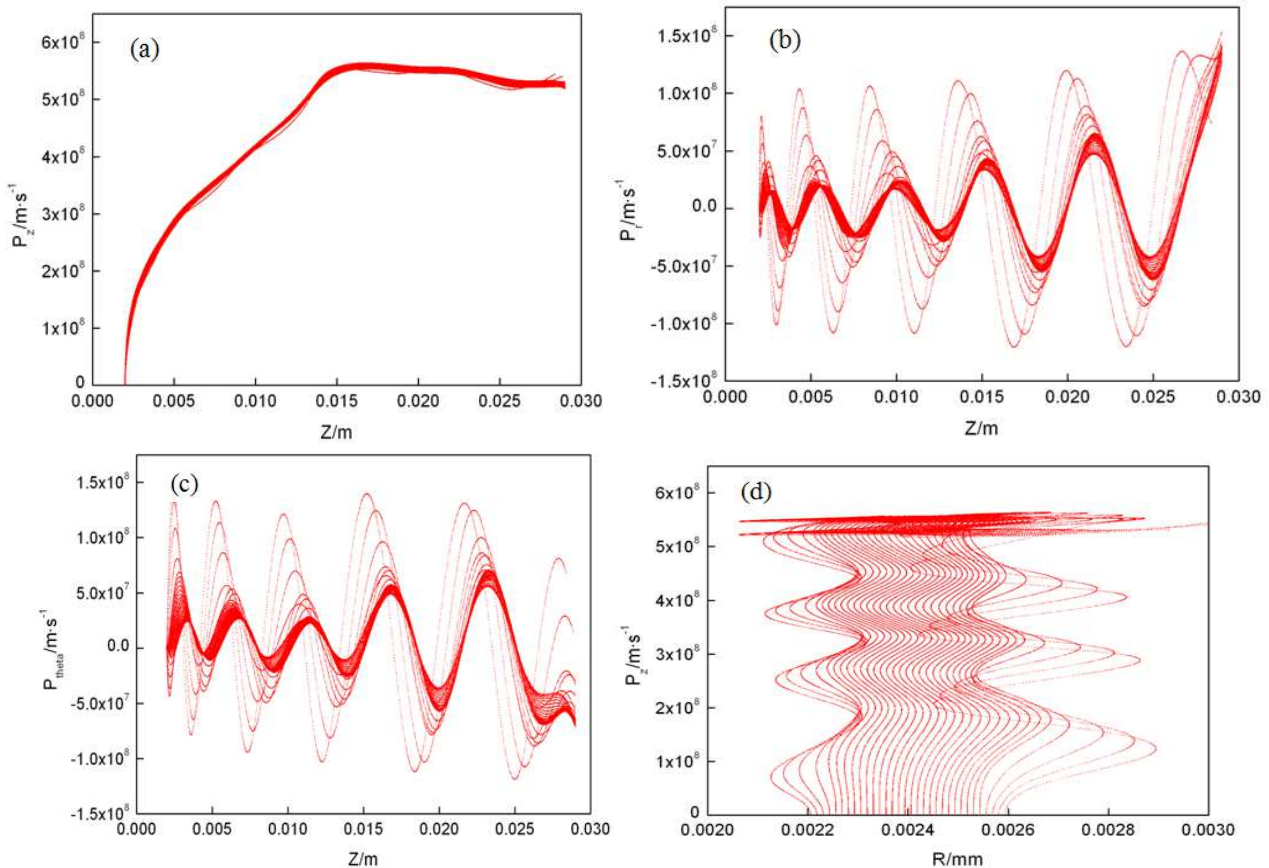 (a)
6x10⁸
5x10⁸
4x10⁸
3x10⁸
2x10⁸
1x10⁸
0
P_z/m·s⁻¹
0.000 0.005 0.010 0.015 0.020 0.025 0.030
Z/m
(b)
1.5x10⁸
1.0x10⁸
5.0x10⁷
0.0
-5.0x10⁷
-1.0x10⁸
-1.5x10⁸
P_r/m·s⁻¹
0.000 0.005 0.010 0.015 0.020 0.025 0.030
Z/m
(c)
1.5x10⁸
1.0x10⁸
5.0x10⁷
0.0
-5.0x10⁷
-1.0x10⁸
-1.5x10⁸
P_theta/m·s⁻¹
0.000 0.005 0.010 0.015 0.020 0.025 0.030
Z/m
(d)
6x10⁸
5x10⁸
4x10⁸
3x10⁸
2x10⁸
1x10⁸
0
P_z/m·s⁻¹
0.0020 0.0022 0.0024 0.0026 0.0028 0.0030
R/mm